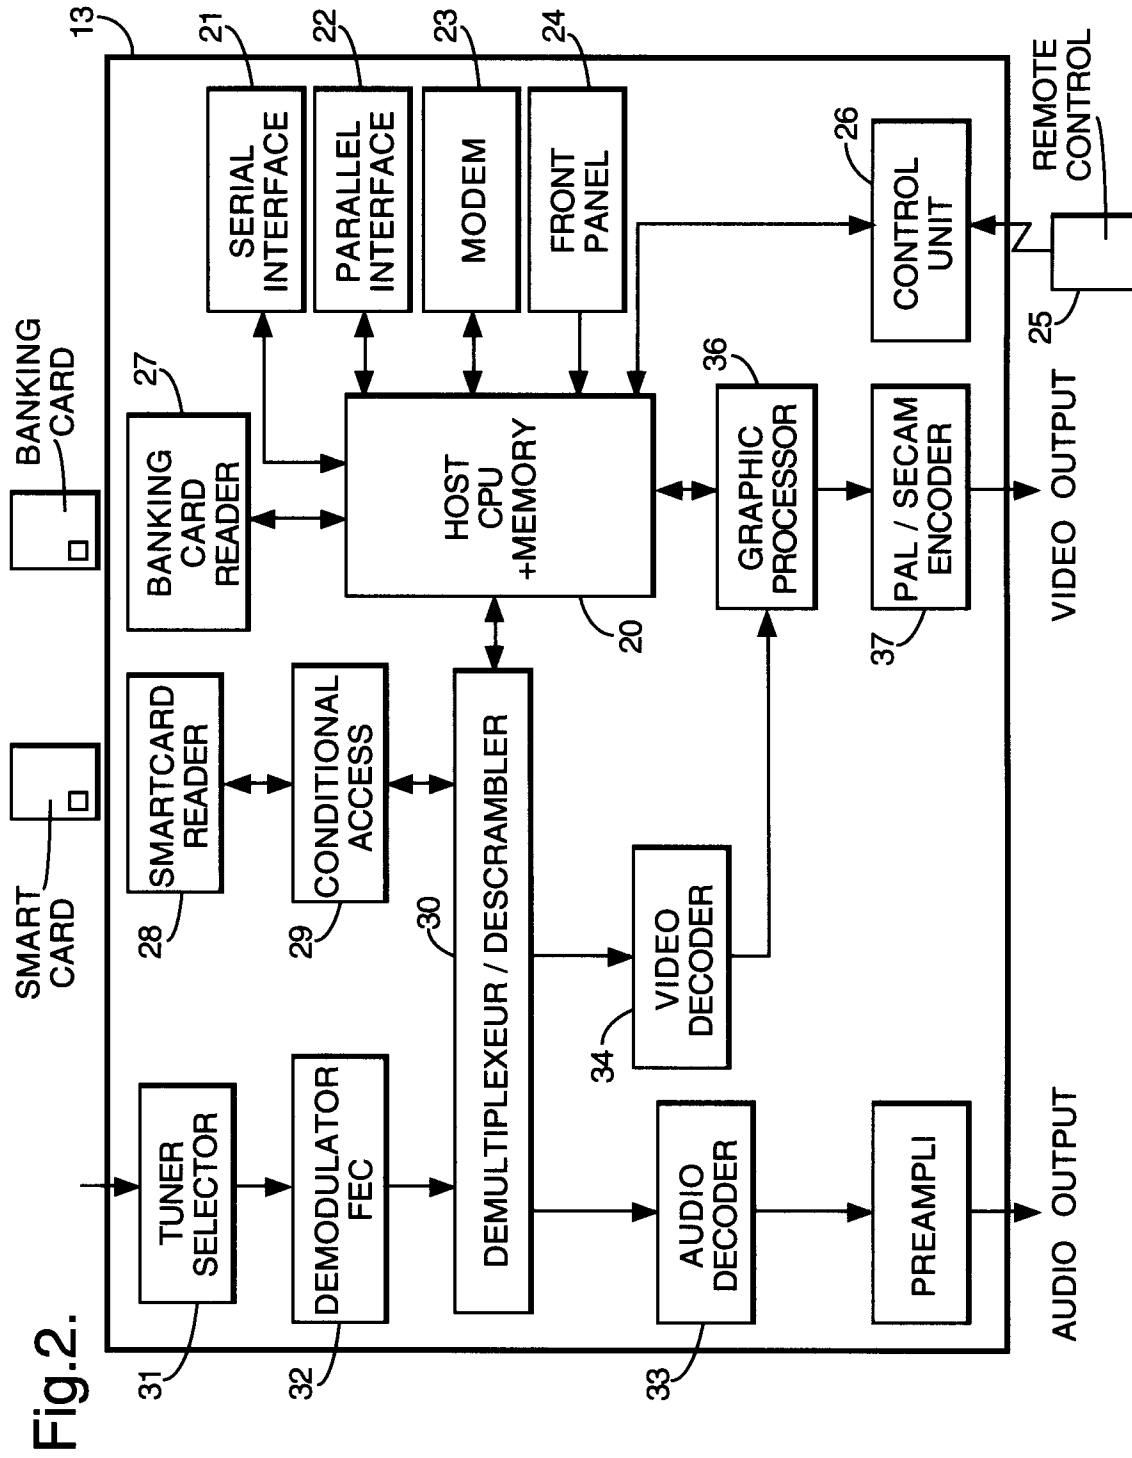 Fig.2.
SMART
CARD
BANKING
CARD
13
31
TUNER
SELECTOR
28
SMARTCARD
READER
27
BANKING
CARD
READER
21
SERIAL
INTERFACE
32
DEMODULATOR
FEC
29
CONDITIONAL
ACCESS
22
PARALLEL
INTERFACE
30
DEMULTIPLEXEUR / DESCRAMBLER
HOST
CPU
+MEMORY
20
23
MODEM
24
FRONT
PANEL
33
AUDIO
DECODER
34
VIDEO
DECODER
36
GRAPHIC
PROCESSOR
PREAMPLI
37
PAL / SECAM
ENCODER
26
CONTROL
UNIT
25
REMOTE
CONTROL
AUDIO OUTPUT
VIDEO OUTPUT